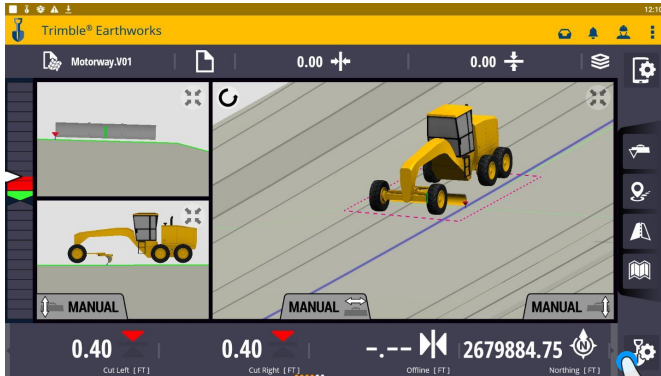 12:10
Trimble® Earthworks
Motorway.V01
0.00
0.00
MANUAL
MANUAL
MANUAL
0.40
0.40
-.--
2679884.75
N
Cut Left [FT]
Cut Right [FT]
Offline [FT]
Northing [FT]